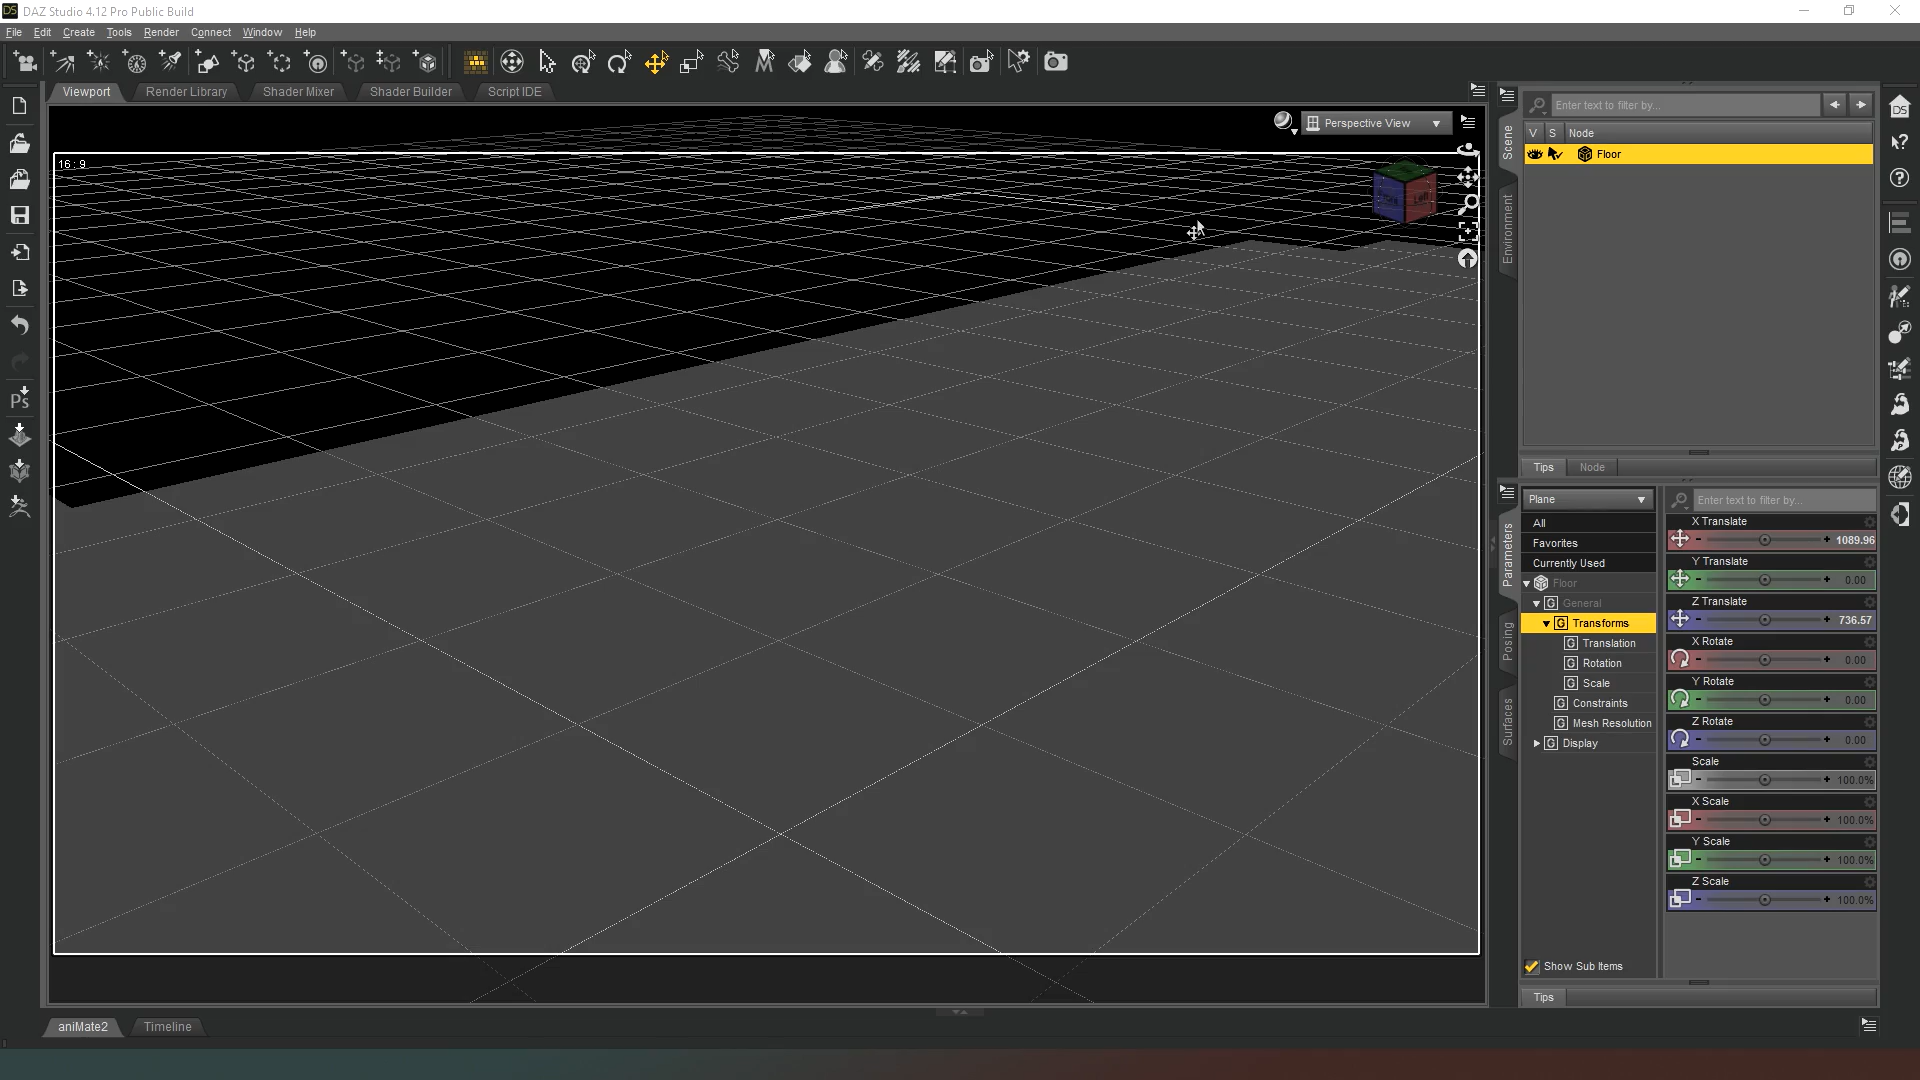 DAZ Studio 4.12 Pro Public Build
File Edit Create Tools Render Connect Window Help
Viewport Render Library Shader Mixer Shader Builder Script IDE
16 : 9
Perspective View
Scene
Environment
Enter text to filter by...
V S Node
Floor
Tips Node
Parameters
Posing
Surfaces
Plane
All
Favorites
Currently Used
Floor
G General
G Transforms
G Translation
G Rotation
G Scale
G Constraints
G Mesh Resolution
G Display
Show Sub Items
Enter text to filter by...
X Translate
1089.96
Y Translate
0.00
Z Translate
736.57
X Rotate
0.00
Y Rotate
0.00
Z Rotate
0.00
Scale
100.0%
X Scale
100.0%
Y Scale
100.0%
Z Scale
100.0%
Tips
aniMate2 Timeline
DS
Ps
DS